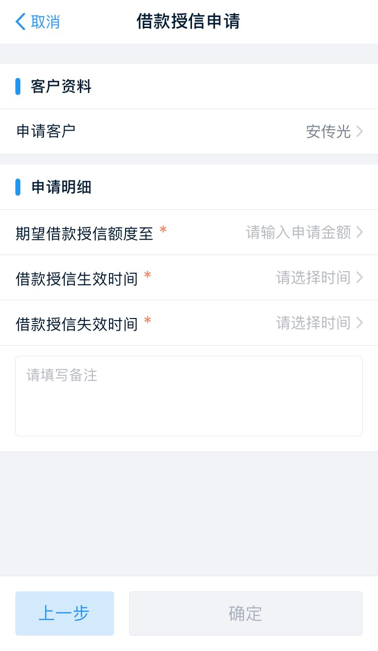 取消 借款授信申请
客户资料
申请客户 安传光
申请明细
期望借款授信额度至 * 请输入申请金额
借款授信生效时间 * 请选择时间
借款授信失效时间 * 请选择时间
请填写备注
上一步 确定